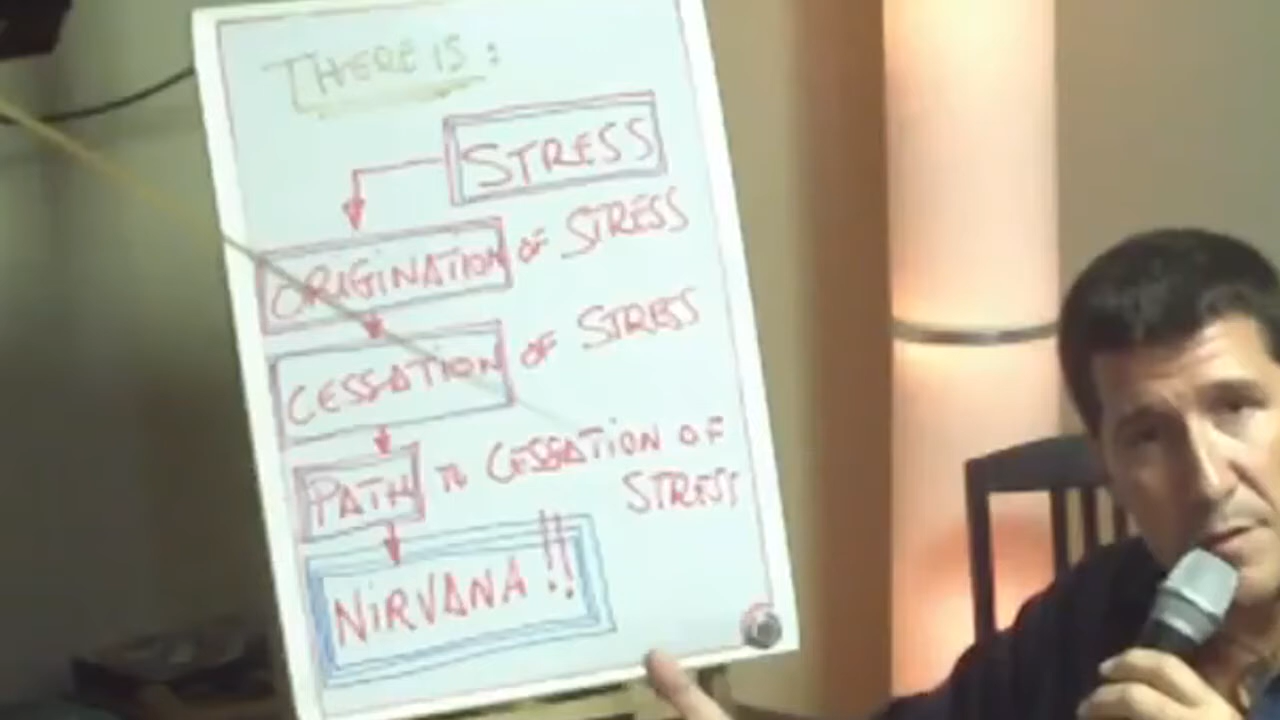 THERE IS:
STRESS
ORIGINATION OF STRESS
CESSATION OF STRESS
PATH TO CESSATION OF
STRESS
NIRVANA!!